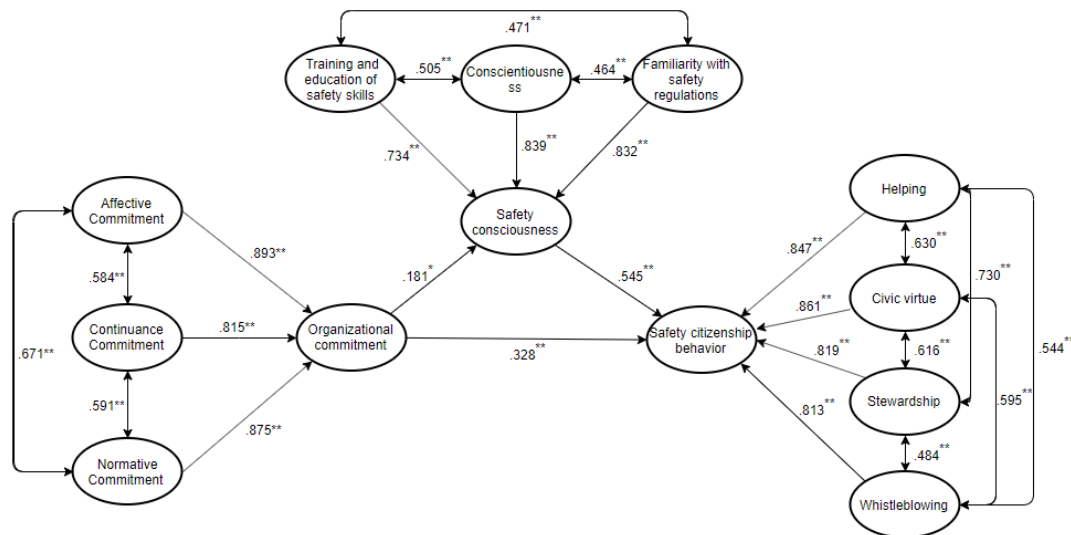 .471**
Training and
education of
safety skills
.505**
Conscientiousn
ess
.464**
Familiarity with
safety
regulations
.734**
.839**
.832**
Affective
Commitment
Safety
consciousness
Helping
.893**
.847**
.630**
.584**
.181*
.545**
.730**
Civic virtue
.861**
Continuance
Commitment
.815**
Organizational
commitment
.328**
Safety citizenship
behavior
.819**
.616**
.671**
.544**
.591**
Stewardship
.595**
.813**
.875**
.484**
Normative
Commitment
Whistleblowing